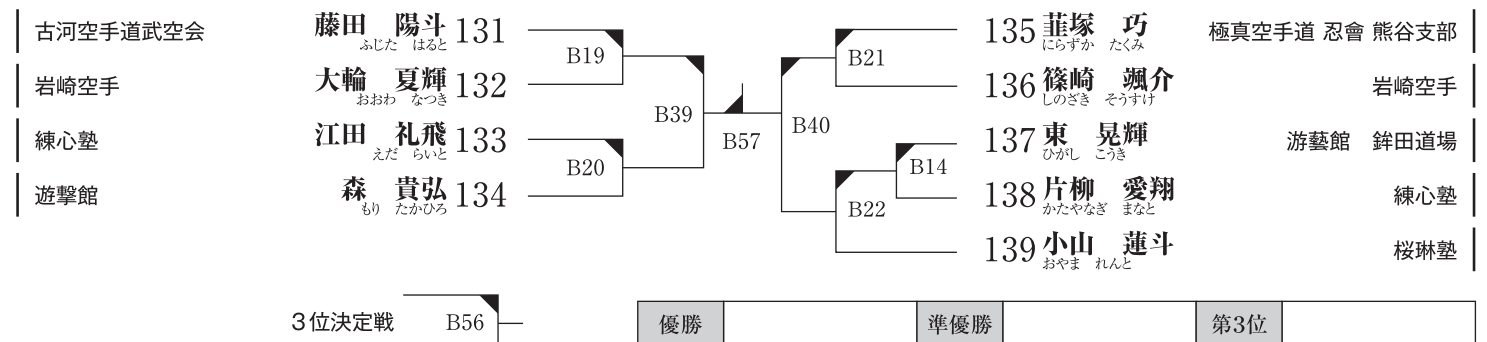 古河空手道武空会 藤田 陽斗 131
ふじた はると
岩崎空手 大輪 夏輝 132
おおわ なつき
練心塾 江田 礼飛 133
えだ らいと
遊撃館 森 貴弘 134
もり たかひろ
B19
B20
B39
B57
B40
B21
B22
B14
135 韮塚 巧 極真空手道 忍會 熊谷支部
にらずか たくみ
136 篠崎 颯介 岩崎空手
しのざき そうすけ
137 東 晃輝 游藝館 鉾田道場
ひがし こうき
138 片柳 愛翔 練心塾
かたやなぎ まなと
139 小山 蓮斗 桜琳塾
おやま れんと
3位決定戦 B56
優勝 準優勝 第3位